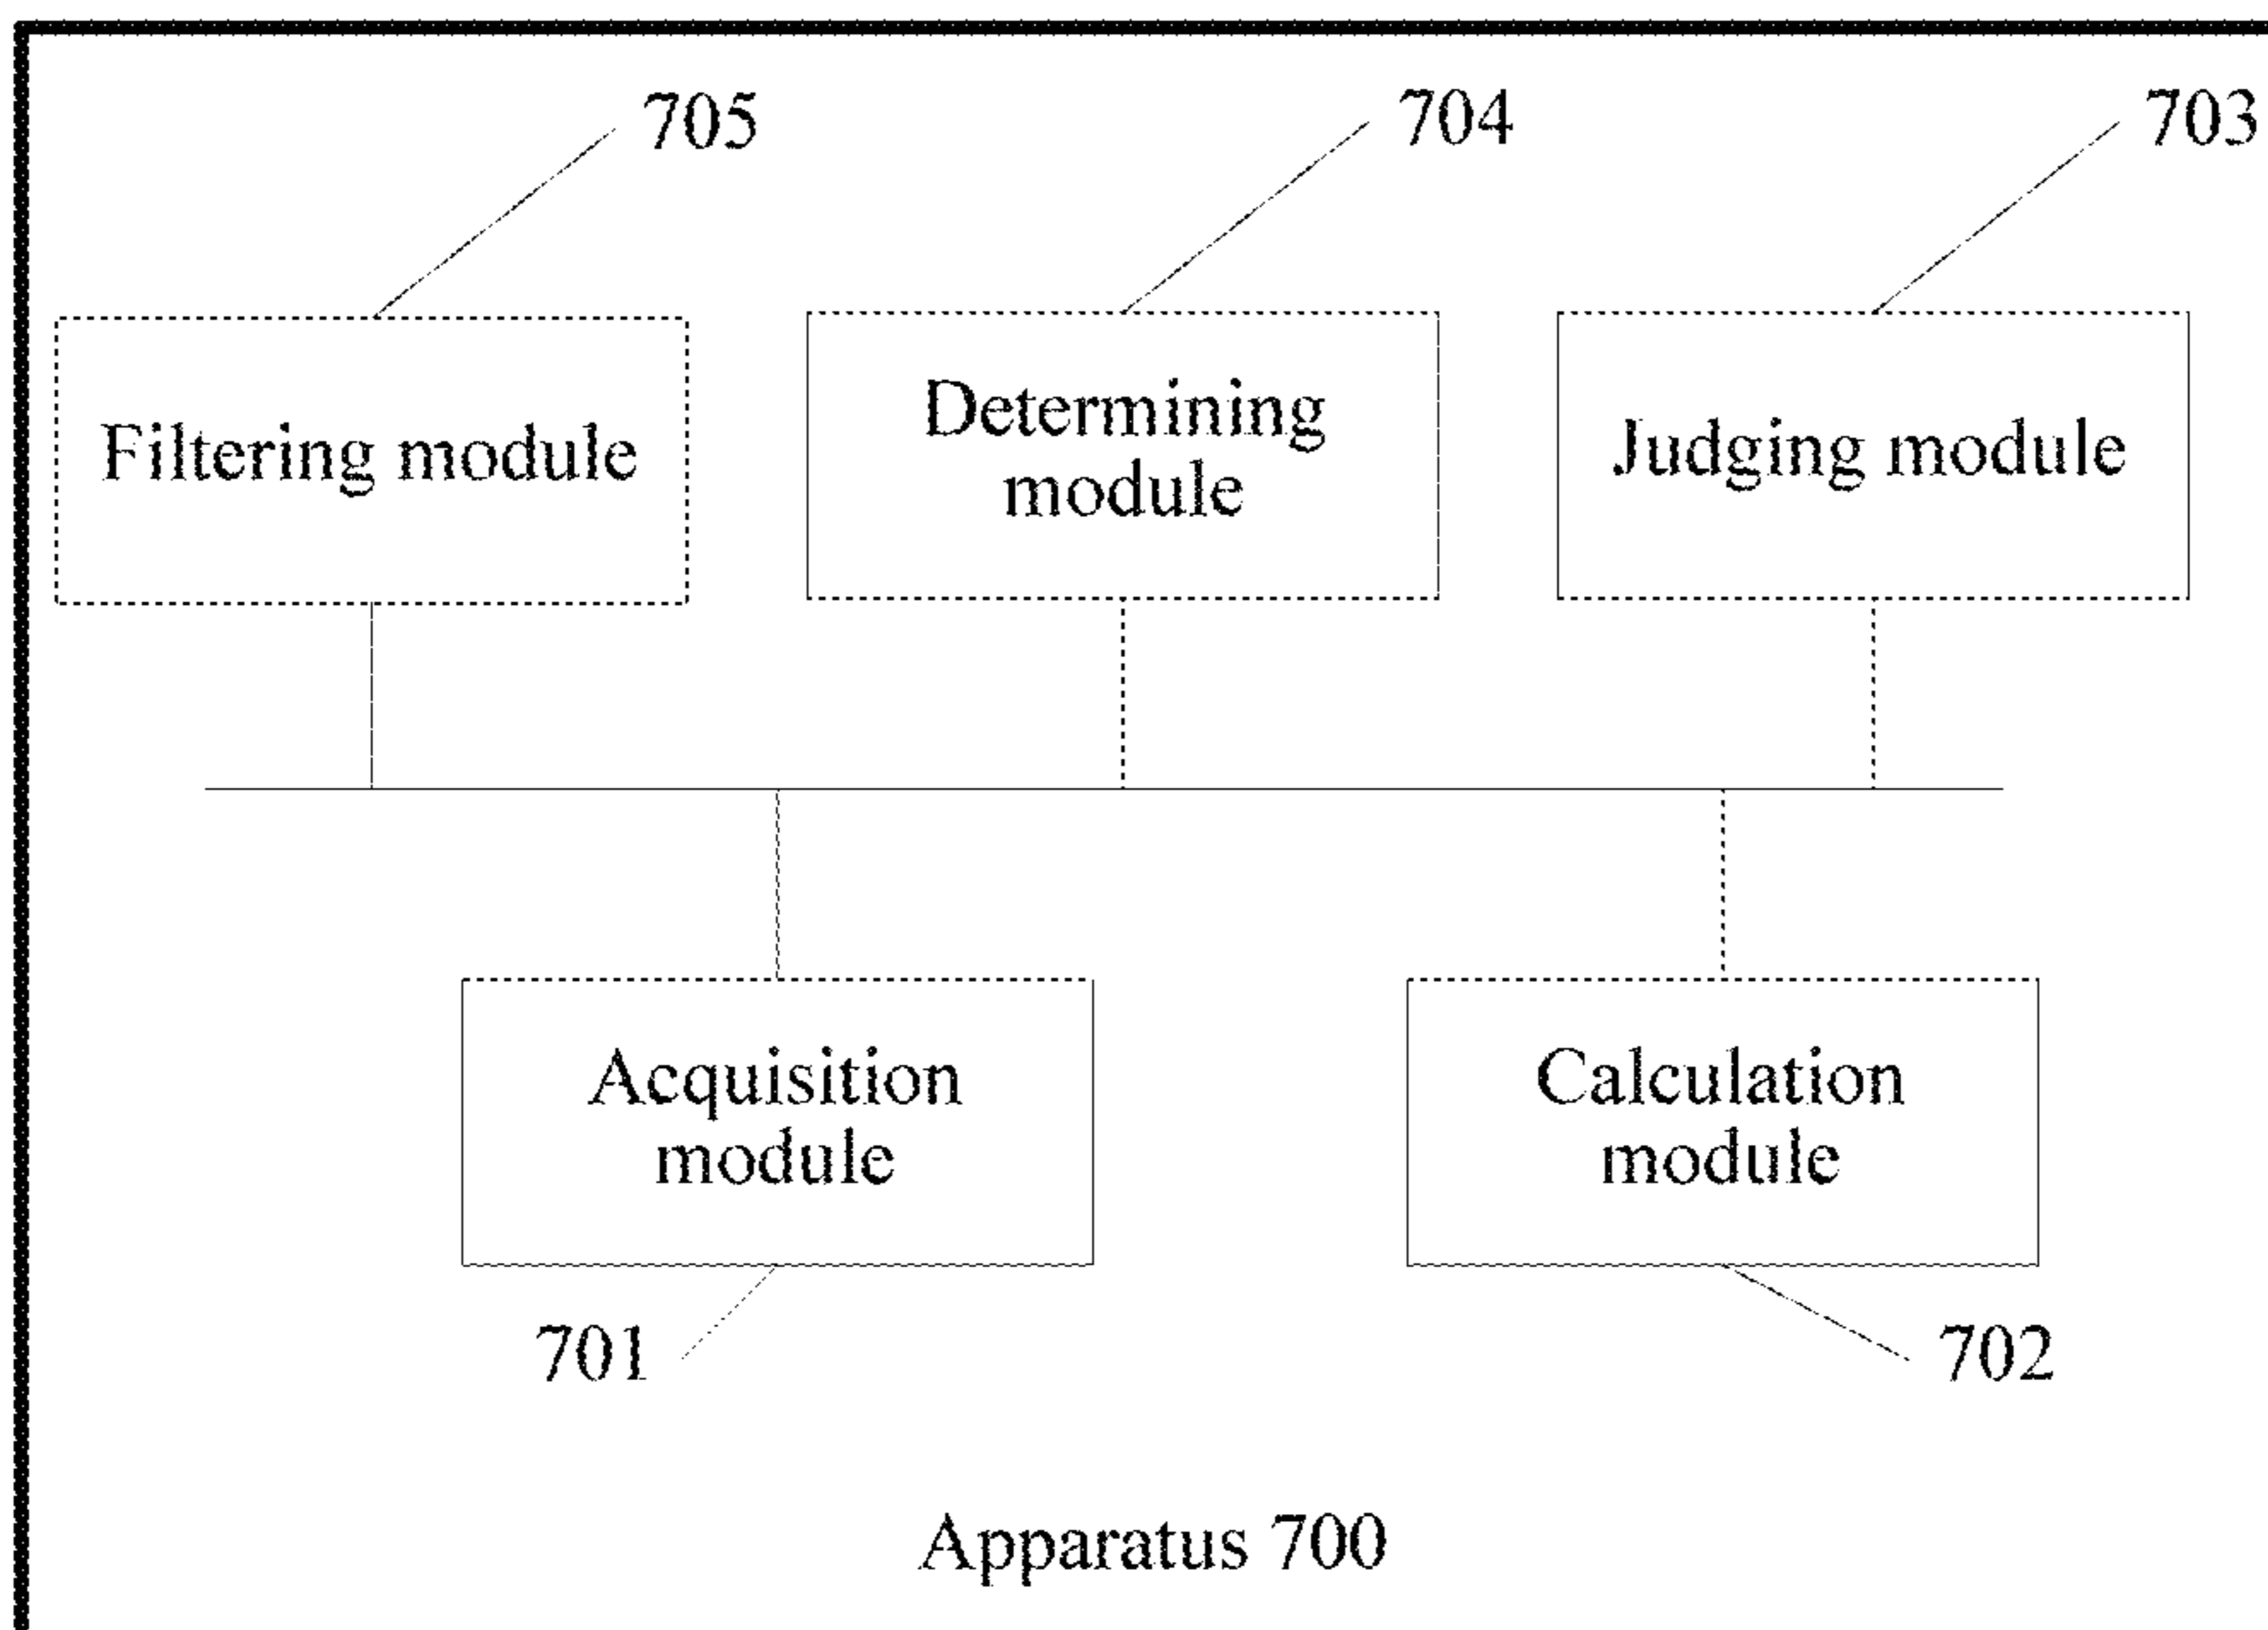 705
704
703
Filtering module
Determining
module
Judging module
Acquisition
module
Calculation
module
701
702
Apparatus 700